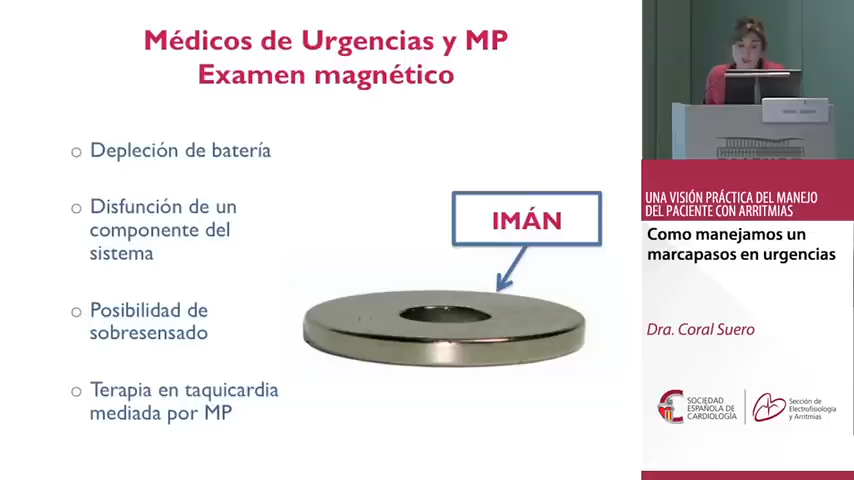 Médicos de Urgencias y MP
Examen magnético
Depleción de batería
Disfunción de un
componente del
sistema
Posibilidad de
sobresensado
Terapia en taquicardia
mediada por MP
IMÁN
UNA VISIÓN PRÁCTICA DEL MANEJO
DEL PACIENTE CON ARRITMIAS
Como manejamos un
marcapasos en urgencias
Dra. Coral Suero
SOCIEDAD
ESPAÑOLA DE
CARDIOLOGÍA
Sección de
Electrofisiología
y Arritmias